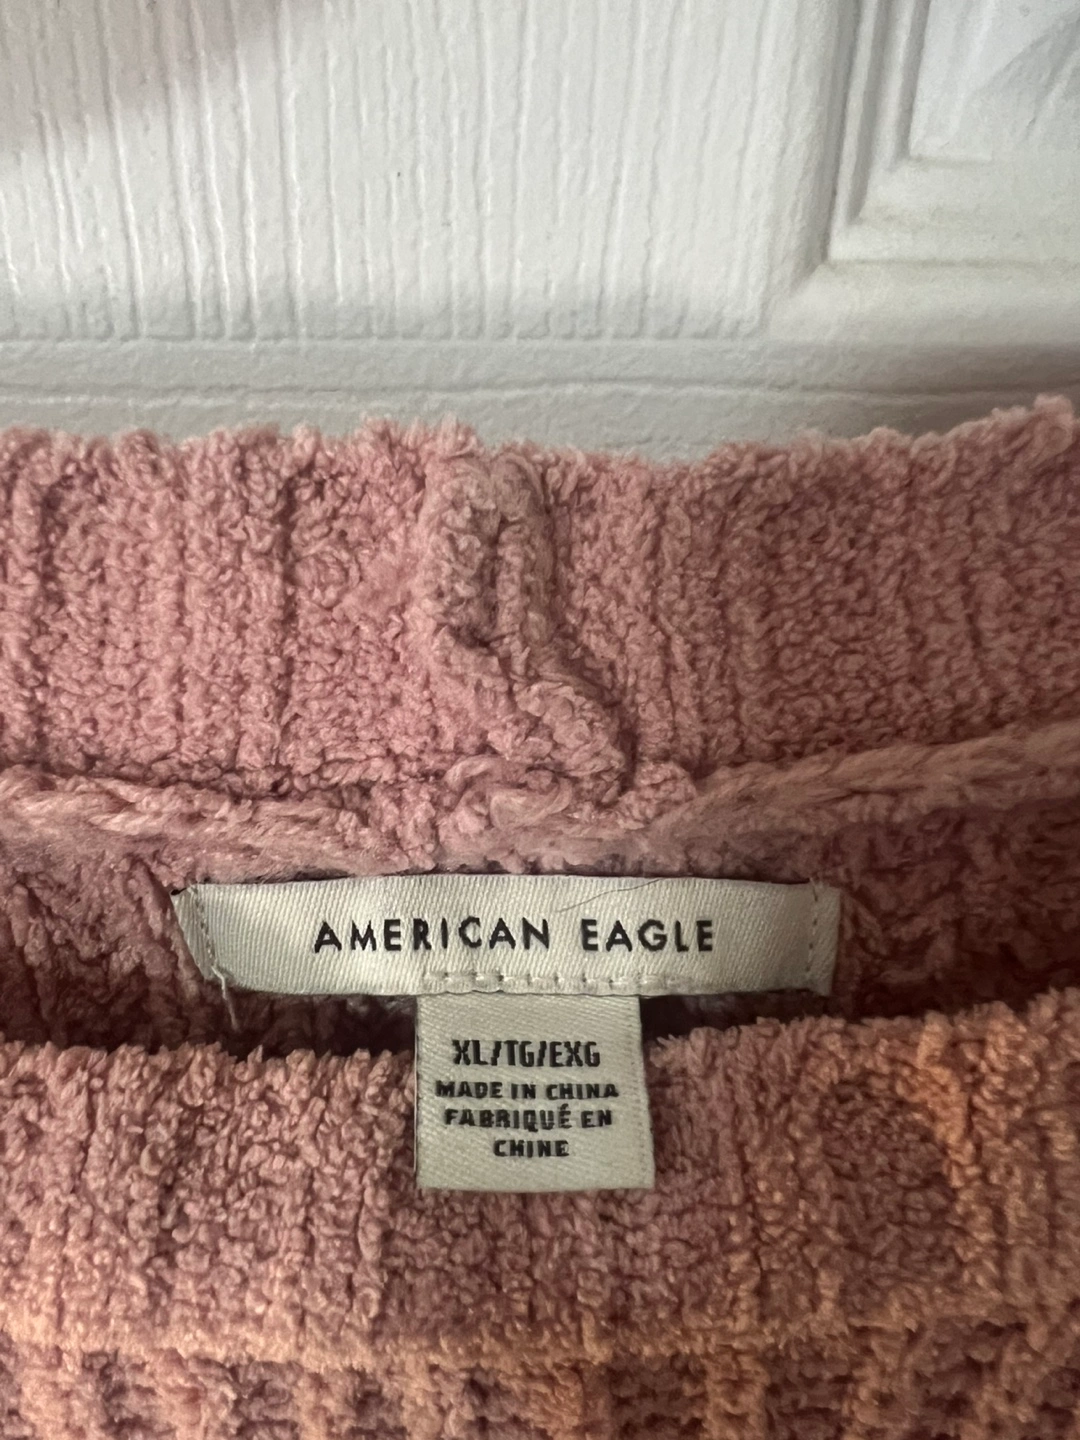 AMERICAN EAGLE
XL/TG/EXG
MADE IN CHINA
FABRIQUÉ EN
CHINE